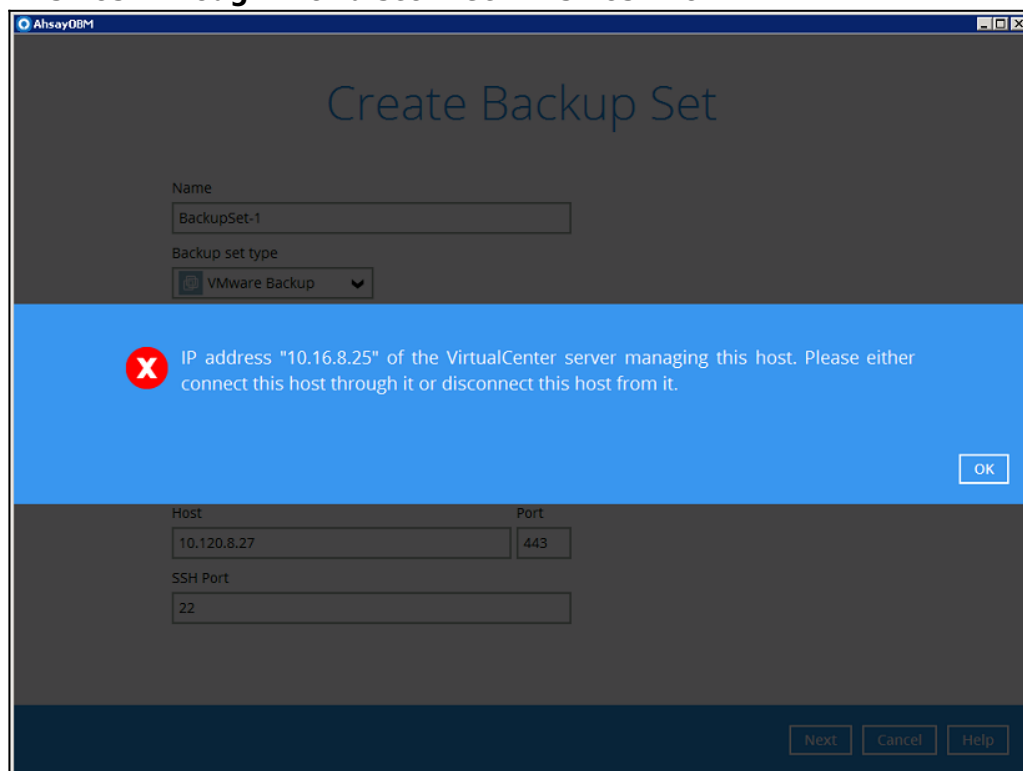 AhsayOBM
Create Backup Set
Name
BackupSet-1
Backup set type
VMware Backup
IP address "10.16.8.25" of the VirtualCenter server managing this host. Please either
connect this host through it or disconnect this host from it.
OK
Host Port
10.120.8.27 443
SSH Port
22
Next Cancel Help